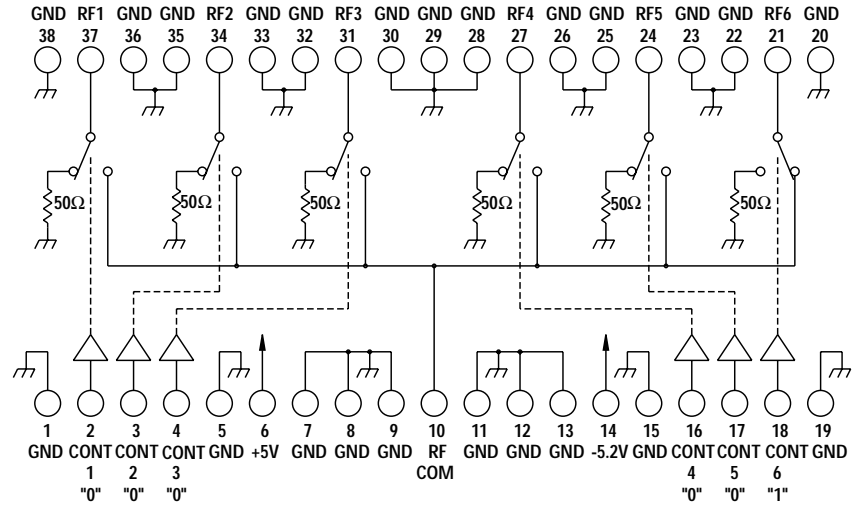 GND RF1 GND GND RF2 GND GND RF3 GND GND GND RF4 GND GND RF5 GND GND RF6 GND
38 37 36 35 34 33 32 31 30 29 28 27 26 25 24 23 22 21 20
50Ω 50Ω 50Ω 50Ω 50Ω 50Ω
1 2 3 4 5 6 7 8 9 10 11 12 13 14 15 16 17 18 19
GND CONT CONT CONT GND +5V GND GND GND RF GND GND GND -5.2V GND CONT CONT CONT GND
1 2 3 COM 4 5 6
"0" "0" "0" "0" "0" "1"